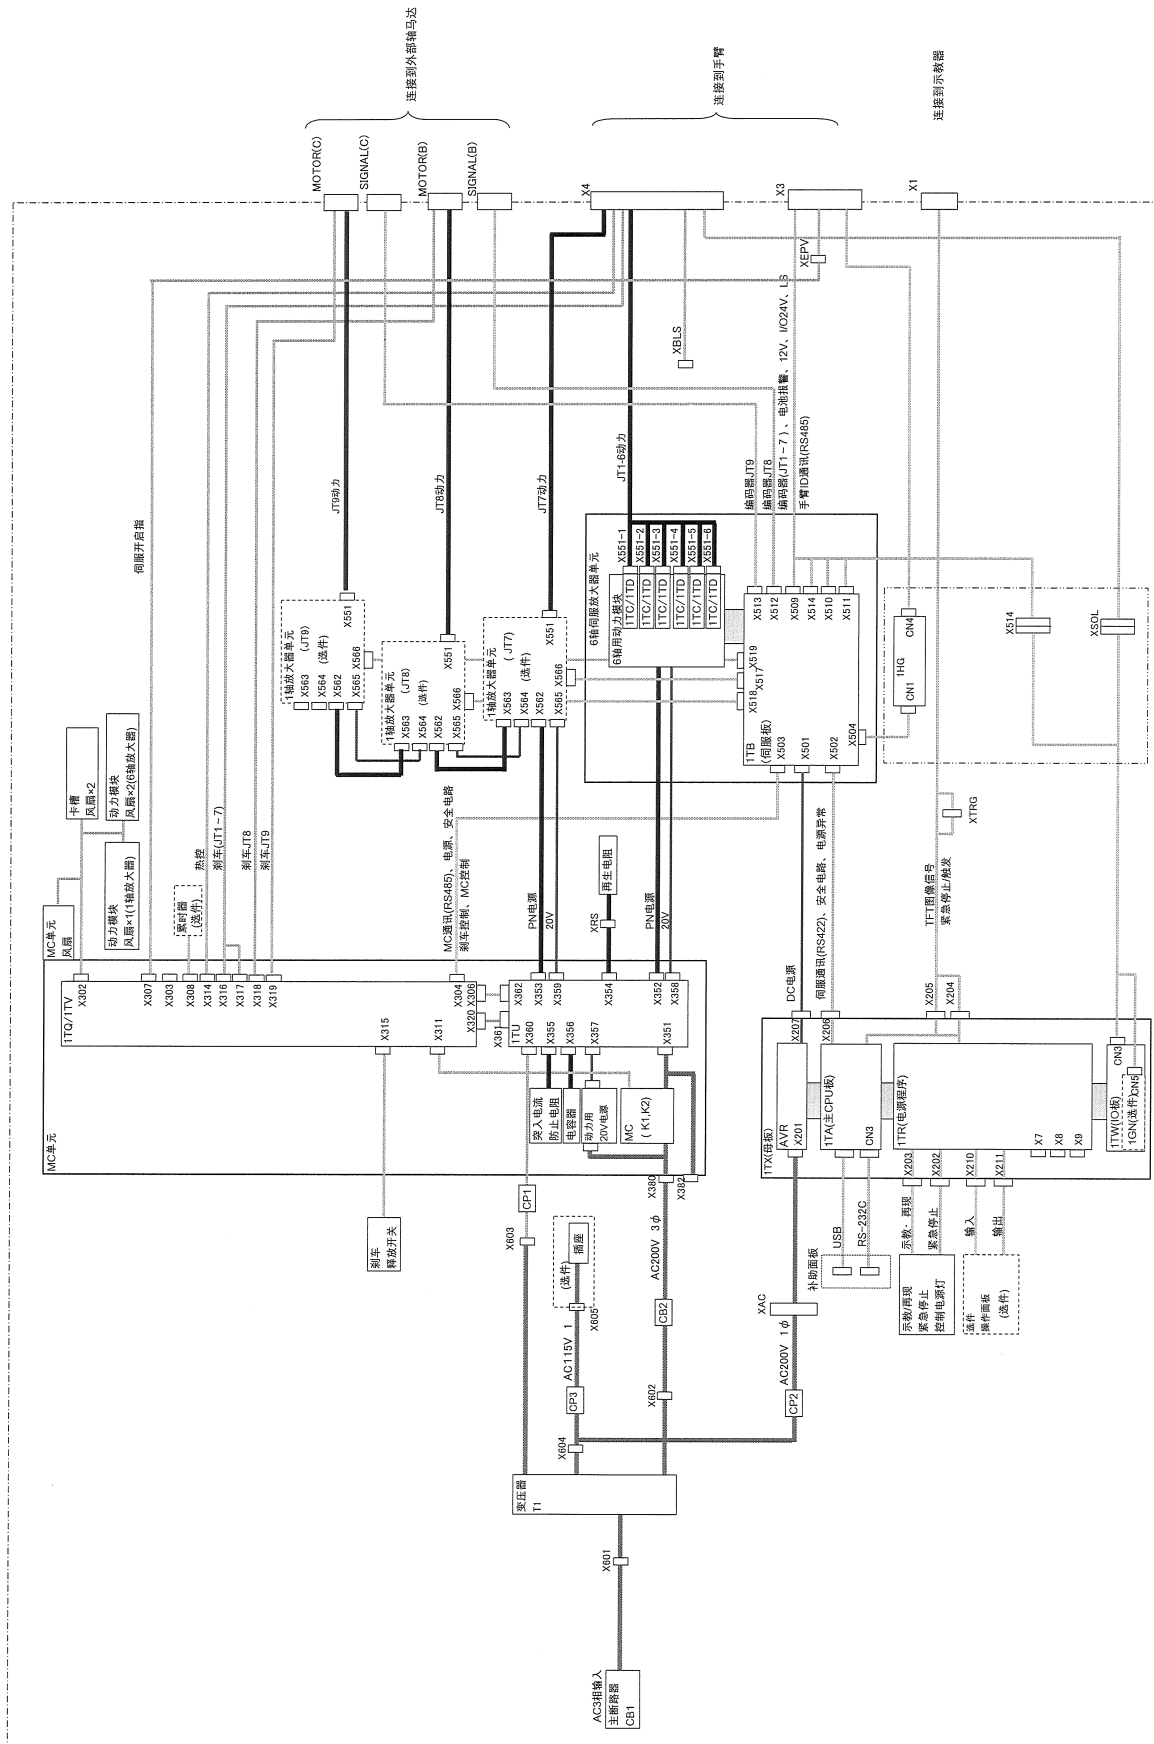 连接到外部轴马达
连接到手臂
连接到示教器
MOTOR(C)
SIGNAL(C)
MOTOR(B)
SIGNAL(B)
X4
X3
X1
XEPV
XBLS
伺服开启指
JT9动力
JT8动力
JT7动力
JT1-6动力
编码器JT9
编码器JT8
编码器(JT1~7)、电池报警、12V、I/O24V、LS
手臂ID通讯(RS485)
1轴放大器单元
(JT9)
(选件)
X563
X564
X562
X565
X566
X551
1轴放大器单元
(JT8)
(选件)
X563
X564
X562
X565
X566
X551
1轴放大器单元
(JT7)
(选件)
X563
X564
X562
X565
X566
X551
6轴伺服放大器单元
6轴用动力模块
X551-1
X551-2
X551-3
X551-4
X551-5
X551-6
1TC/1TD
1TC/1TD
1TC/1TD
1TC/1TD
1TC/1TD
1TC/1TD
X513
X512
X509
X514
X510
X511
X519
X517
X518
1TB
(伺服板)
X503
X501
X502
X504
CN4
1HG
CN1
X514
XSOL
XTRG
卡槽
风扇×2
动力模块
风扇×2(6轴放大器)
动力模块
风扇×1(1轴放大器)
MC单元
风扇
累时器
(选件)
热控
刹车(JT1~7)
刹车JT8
刹车JT9
MC通讯(RS485)、电源、安全电路
刹车控制、MC控制
PN电源
20V
XRS
再生电阻
PN电源
20V
DC电源
伺服通讯(RS422)、安全电路、电源异常
TFT图像信号
紧急停止/触发
MC单元
1TQ/1TV
X302
X307
X303
X308
X314
X316
X317
X318
X319
X315
X311
X304
X306
X320
X361
X362
1TU
X360
X353
X359
X355
X356
X354
X357
X352
X358
X351
突入电流
防止电阻
电容器
动力用
20V电源
MC
(K1,K2)
X380
X382
刹车
释放开关
CP1
X603
插座
(选件)
X605
AC115V 1
CP3
X604
AC200V 3φ
CB2
X602
变压器
T1
X601
AC3相输入
主断路器
CB1
1TX(母板)
X207
AVR
X201
X206
1TA(主CPU板)
CN3
X205
X204
1TR(电源程序)
X203
X202
X210
X211
X7
X8
X9
CN3
1TW(IO板)
1GN(选件)
CN5
USB
RS-232C
补助面板
示教・再现
紧急停止
输入
输出
示教/再现
紧急停止
控制电源灯
选件
操作面板
(选件)
XAC
AC200V 1φ
CP2